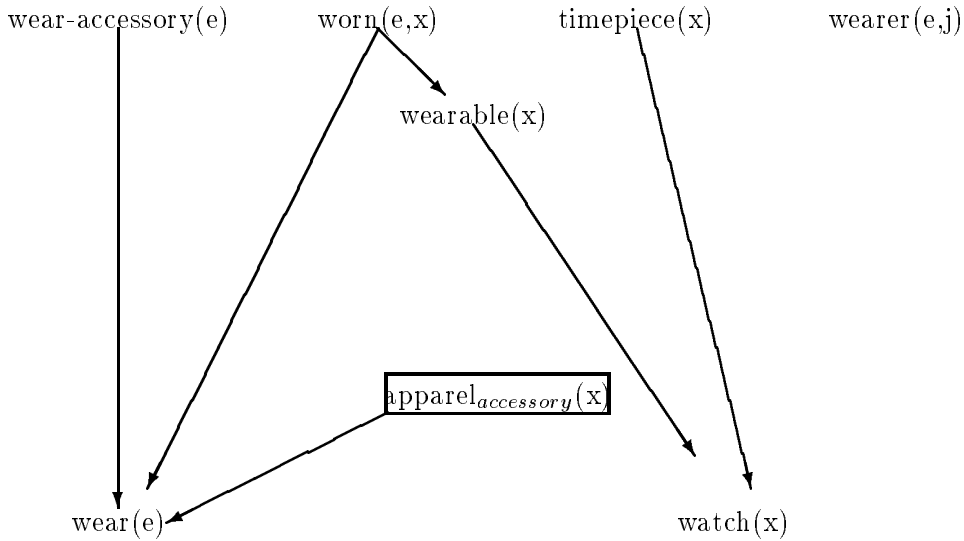 wear-accessory(e) worn(e,x) timepiece(x) wearer(e,j)
wearable(x)
apparel_accessory(x)
wear(e) watch(x)